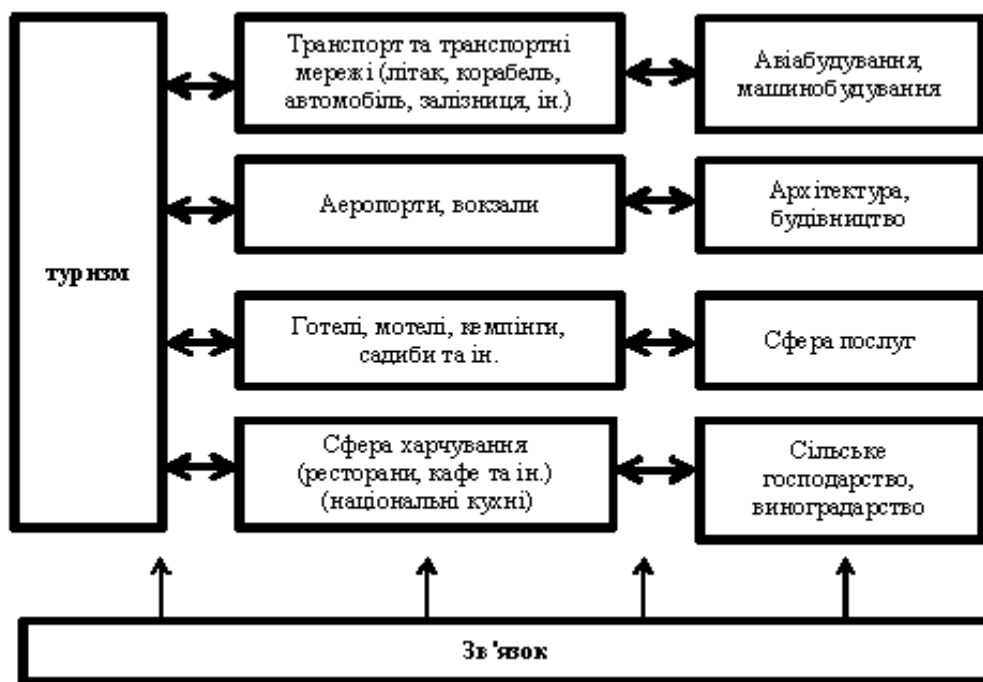 Транспорт та транспортні
мережі (літак, корабель,
автомобіль, залізниця, ін.)
Авіабудування,
машинобудування
Аеропорти, вокзали
Архітектура,
будівництво
туризм
Готелі, мотелі, кемпінги,
садиби та ін.
Сфера послуг
Сфера харчування
(ресторани, кафе та ін.)
(національні кухні)
Сільське
господарство,
виноградарство
Зв'язок